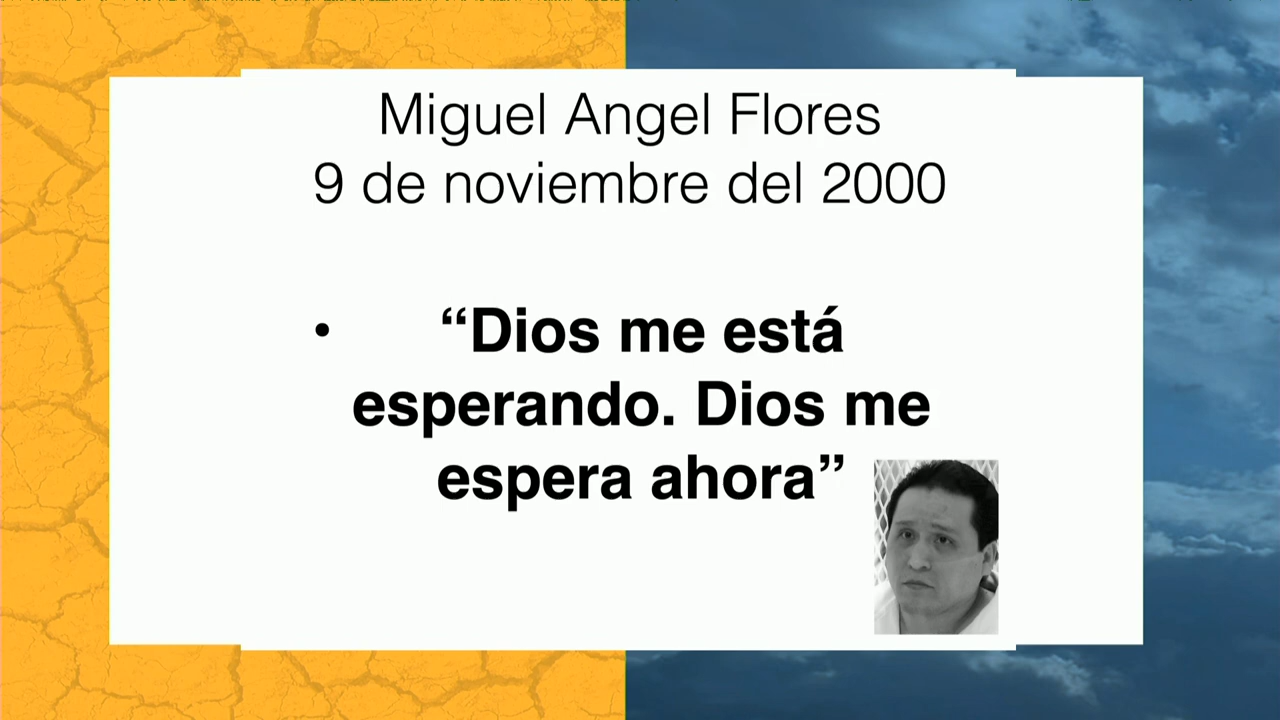 Miguel Angel Flores
9 de noviembre del 2000
• “Dios me está
esperando. Dios me
espera ahora”